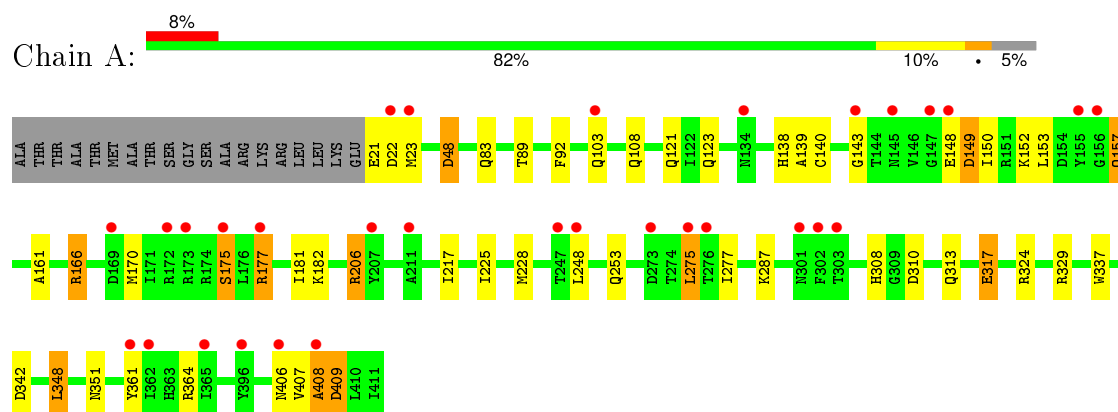 8%
Chain A:
82% 10% • 5%
ALA THR THR ALA THR MET ALA THR SER GLY SER ALA ARG LYS ARG LEU LEU LYS GLU E21 D22 M23 D48 Q83 T89 F92 Q103 Q108 Q121 I122 Q123 N134 H138 A139 C140 G143 T144 N145 V146 G147 E148 D149 I150 R151 K152 L153 D154 Y155 G156 Q157
A161 R166 D169 M170 I171 R172 R173 R174 S175 L176 R177 I181 K182 R206 Y207 A211 I217 I225 M228 T247 L248 Q253 D273 T274 L275 T276 I277 K287 N301 F302 T303 H308 G309 D310 Q313 E317 R324 R329 W337
D342 L348 N351 Y361 I362 H363 R364 I365 Y396 N406 V407 A408 D409 L410 I411